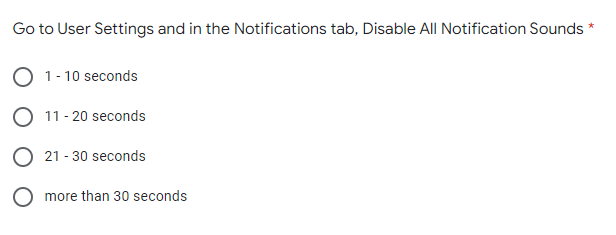 Go to User Settings and in the Notifications tab, Disable All Notification Sounds *
1 - 10 seconds
11 - 20 seconds
21 - 30 seconds
more than 30 seconds